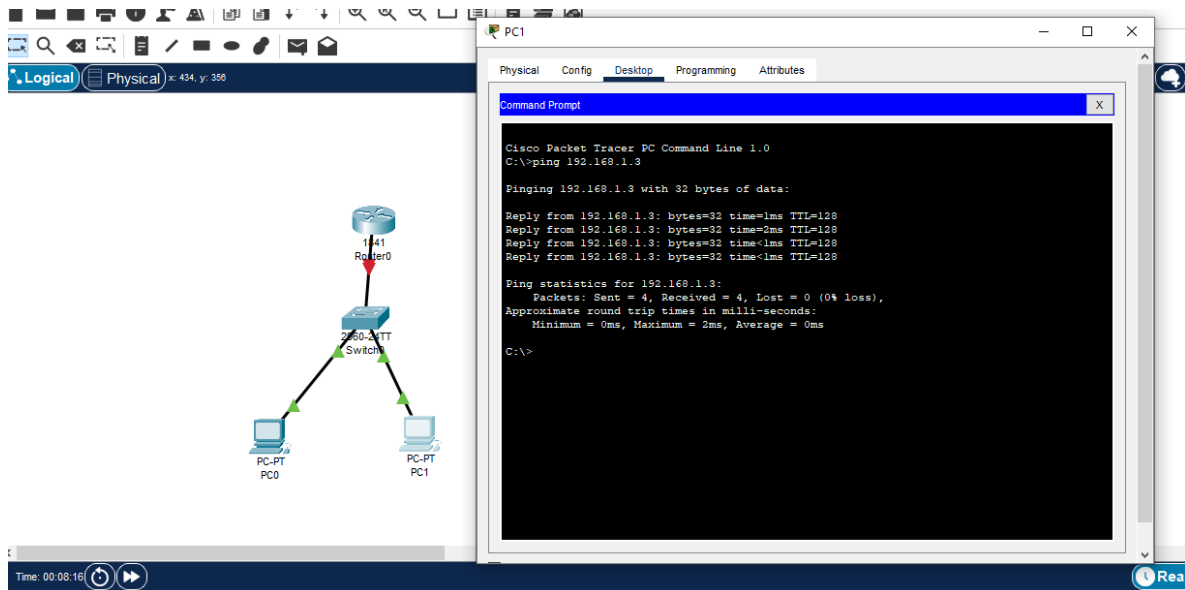 PC1
Logical Physical x: 434, y: 356
Physical Config Desktop Programming Attributes
Command Prompt X
Cisco Packet Tracer PC Command Line 1.0
C:\>ping 192.168.1.3
Pinging 192.168.1.3 with 32 bytes of data:
Reply from 192.168.1.3: bytes=32 time=1ms TTL=128
Reply from 192.168.1.3: bytes=32 time=2ms TTL=128
Reply from 192.168.1.3: bytes=32 time<1ms TTL=128
Reply from 192.168.1.3: bytes=32 time<1ms TTL=128
Ping statistics for 192.168.1.3:
Packets: Sent = 4, Received = 4, Lost = 0 (0% loss),
Approximate round trip times in milli-seconds:
Minimum = 0ms, Maximum = 2ms, Average = 0ms
C:\>
1841
Router0
2960-24TT
Switch0
PC-PT
PC0
PC-PT
PC1
Time: 00:08:16
Rea